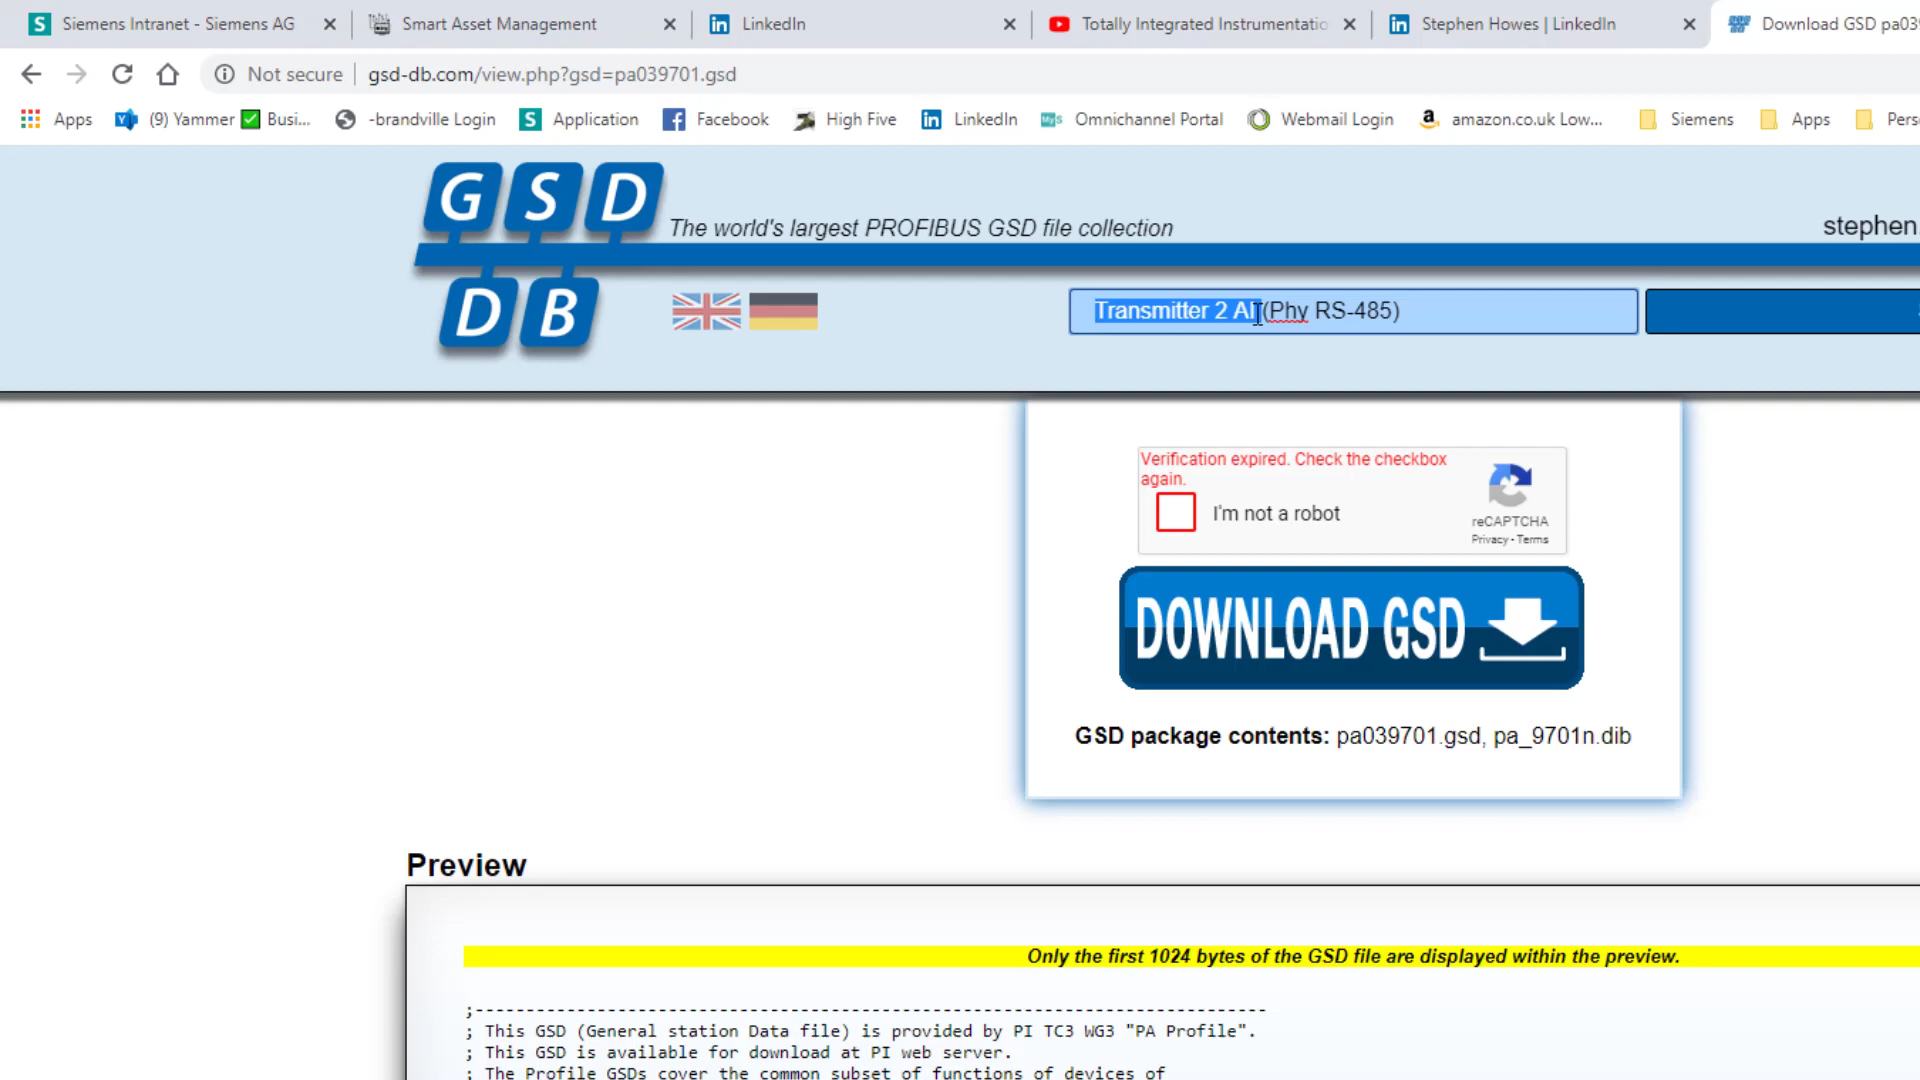 Siemens Intranet - Siemens AG
Smart Asset Management
LinkedIn
Totally Integrated Instrumentatio
Stephen Howes | LinkedIn
Download GSD pa039
Not secure
gsd-db.com/view.php?gsd=pa039701.gsd
Apps
(9) Yammer
Busi...
-brandville Login
Application
Facebook
High Five
LinkedIn
Omnichannel Portal
Webmail Login
amazon.co.uk Low...
Siemens
Apps
Pers
GSD
The world's largest PROFIBUS GSD file collection
stephen.
DB
Transmitter 2 AI (Phy RS-485)
Verification expired. Check the checkbox
again.
I'm not a robot
reCAPTCHA
Privacy - Terms
DOWNLOAD GSD
GSD package contents: pa039701.gsd, pa_9701n.dib
Preview
Only the first 1024 bytes of the GSD file are displayed within the preview.
;-------------------------------------------------------------------------------
; This GSD (General station Data file) is provided by PI TC3 WG3 "PA Profile".
; This GSD is available for download at PI web server.
; The Profile GSDs cover the common subset of functions of devices of